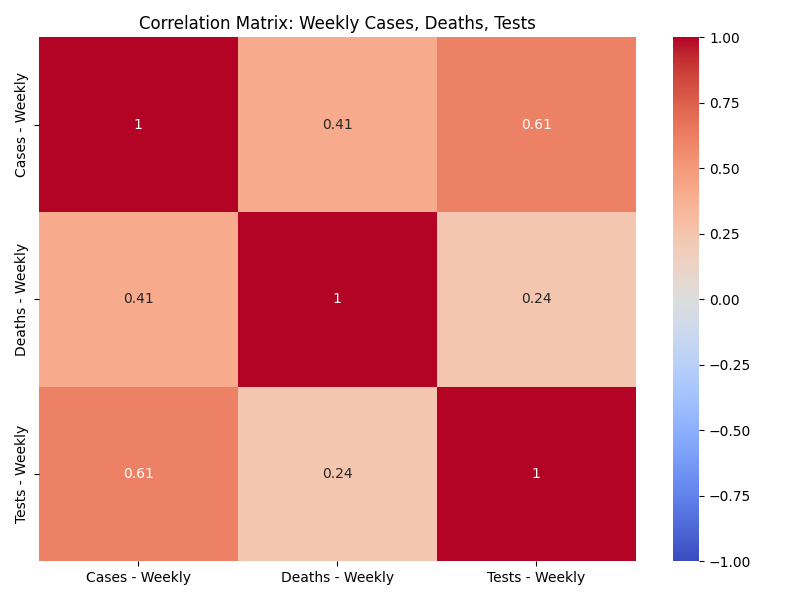 Correlation Matrix: Weekly Cases, Deaths, Tests
Cases - Weekly
1
0.41
0.61
Deaths - Weekly
0.41
1
0.24
Tests - Weekly
0.61
0.24
1
Cases - Weekly
Deaths - Weekly
Tests - Weekly
1.00
0.75
0.50
0.25
0.00
−0.25
−0.50
−0.75
−1.00